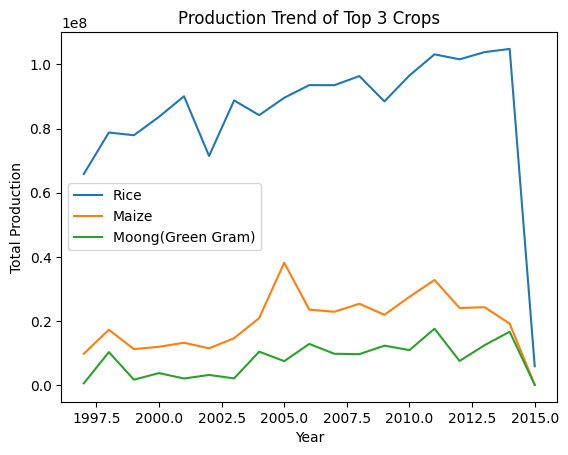 Production Trend of Top 3 Crops
1e8
1.0
0.8
0.6
0.4
0.2
0.0
Total Production
Rice
Maize
Moong(Green Gram)
1997.5 2000.0 2002.5 2005.0 2007.5 2010.0 2012.5 2015.0
Year